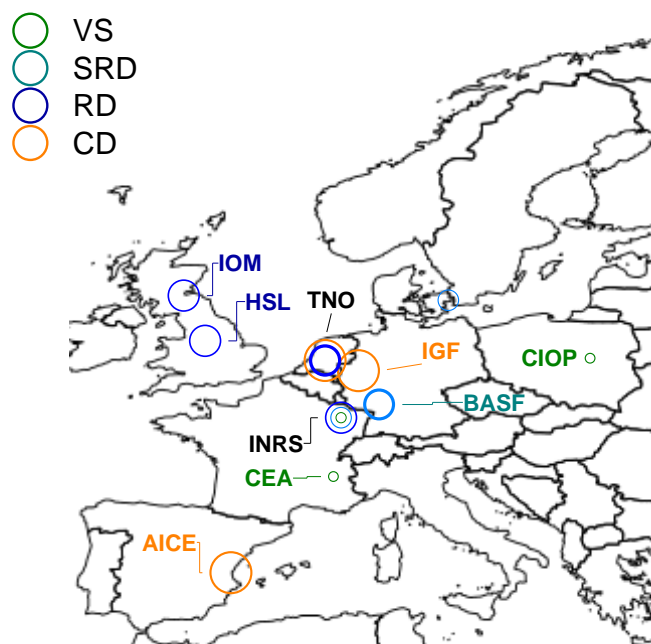 VS
SRD
RD
CD
IOM
HSL
TNO
IGF
CIOP
BASF
INRS
CEA
AICE